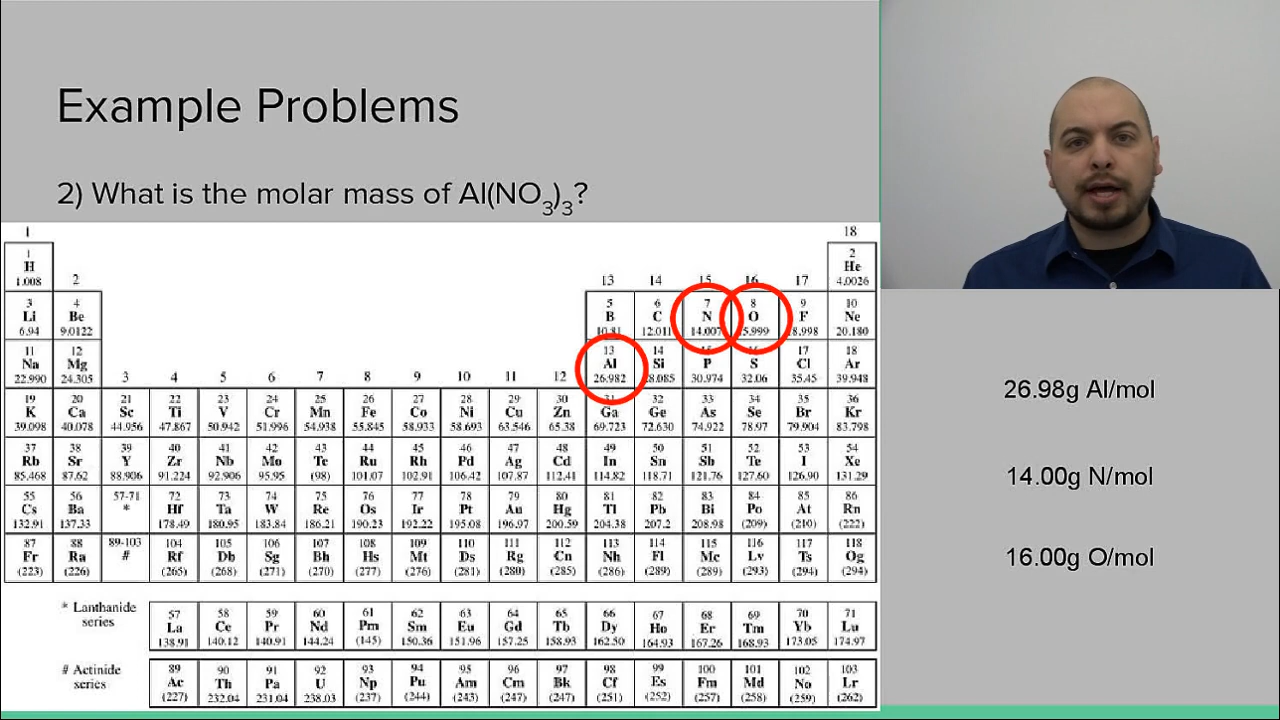 Example Problems
2) What is the molar mass of Al(NO3)3?
1 18
1 2
H 2 13 14 15 16 17 He
1.008 4.0026
3 4 5 6 7 8 9 10
Li Be B C N O F Ne
6.94 9.0122 10.81 12.011 14.007 15.999 18.998 20.180
11 12 13 14 15 16 17 18
Na Mg Al Si P S Cl Ar
22.990 24.305 3 4 5 6 7 8 9 10 11 12 26.982 28.085 30.974 32.06 35.45 39.948
19 20 21 22 23 24 25 26 27 28 29 30 31 32 33 34 35 36
K Ca Sc Ti V Cr Mn Fe Co Ni Cu Zn Ga Ge As Se Br Kr
39.098 40.078 44.956 47.867 50.942 51.996 54.938 55.845 58.933 58.693 63.546 65.38 69.723 72.630 74.922 78.97 79.904 83.798
37 38 39 40 41 42 43 44 45 46 47 48 49 50 51 52 53 54
Rb Sr Y Zr Nb Mo Tc Ru Rh Pd Ag Cd In Sn Sb Te I Xe
85.468 87.62 88.906 91.224 92.906 95.95 (98) 101.07 102.91 106.42 107.87 112.41 114.82 118.71 121.76 127.60 126.90 131.29
55 56 57-71 72 73 74 75 76 77 78 79 80 81 82 83 84 85 86
Cs Ba * Hf Ta W Re Os Ir Pt Au Hg Tl Pb Bi Po At Rn
132.91 137.33 178.49 180.95 183.84 186.21 190.23 192.22 195.08 196.97 200.59 204.38 207.2 208.98 (209) (210) (222)
87 88 89-103 104 105 106 107 108 109 110 111 112 113 114 115 116 117 118
Fr Ra # Rf Db Sg Bh Hs Mt Ds Rg Cn Nh Fl Mc Lv Ts Og
(223) (226) (265) (268) (271) (270) (277) (276) (281) (280) (285) (286) (289) (289) (293) (294) (294)
* Lanthanide
series
57 58 59 60 61 62 63 64 65 66 67 68 69 70 71
La Ce Pr Nd Pm Sm Eu Gd Tb Dy Ho Er Tm Yb Lu
138.91 140.12 140.91 144.24 (145) 150.36 151.96 157.25 158.93 162.50 164.93 167.26 168.93 173.05 174.97
# Actinide
series
89 90 91 92 93 94 95 96 97 98 99 100 101 102 103
Ac Th Pa U Np Pu Am Cm Bk Cf Es Fm Md No Lr
(227) 232.04 231.04 238.03 (237) (244) (243) (247) (247) (251) (252) (257) (258) (259) (262)
26.98g Al/mol
14.00g N/mol
16.00g O/mol